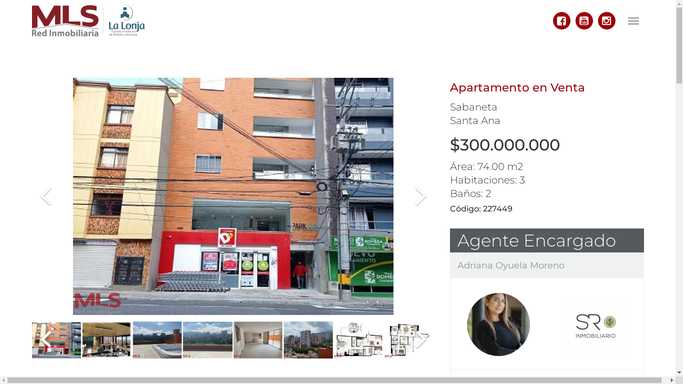 MLS
Red Inmobiliaria
La Lonja
Apartamento en Venta
Sabaneta
Santa Ana
$300.000.000
Área: 74.00 m2
Habitaciones: 3
Baños: 2
Código: 227449
Agente Encargado
Adriana Oyuela Moreno
SR
INMOBILIARIO
MLS